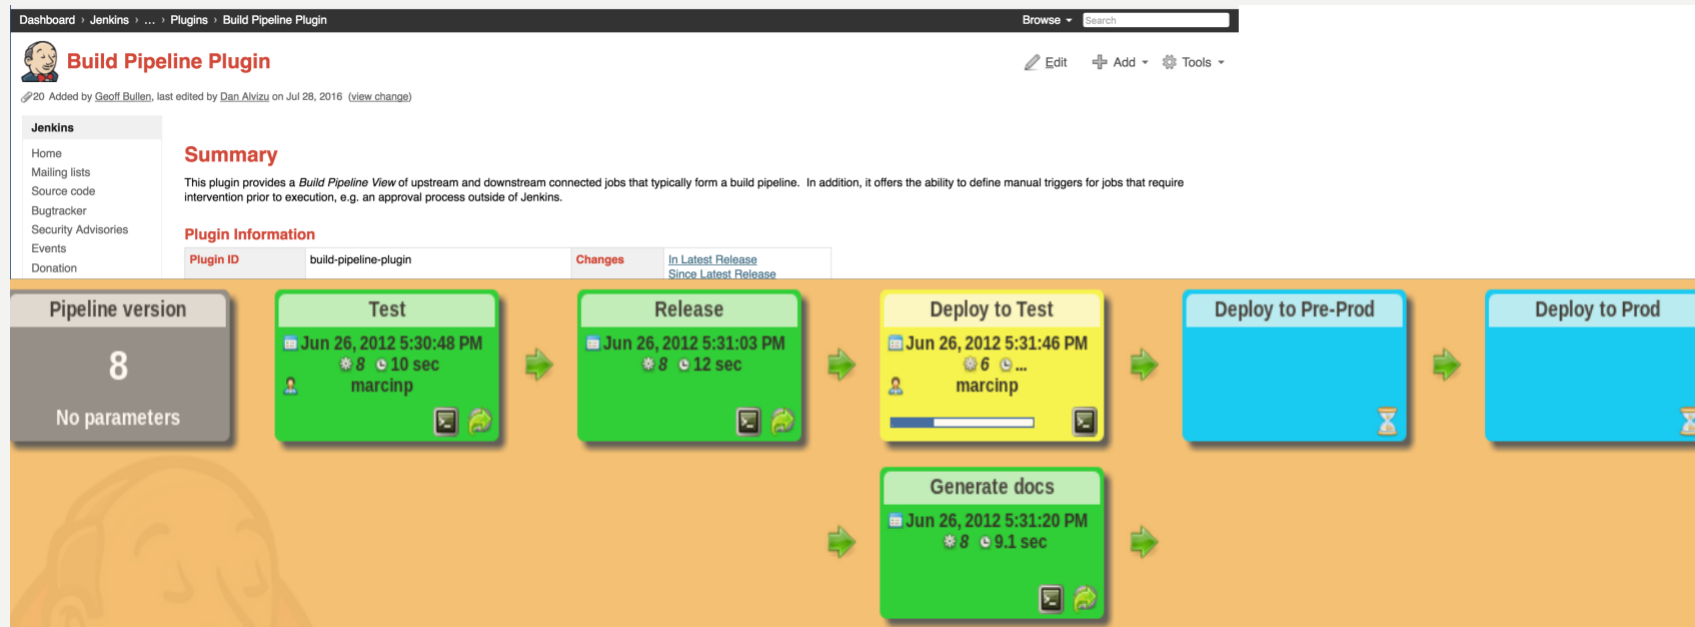 Dashboard › Jenkins › ... › Plugins › Build Pipeline Plugin
Browse
Search
Build Pipeline Plugin
Edit
Add
Tools
20 Added by Geoff Bullen, last edited by Dan Alvizu on Jul 28, 2016 (view change)
Jenkins
Home
Mailing lists
Source code
Bugtracker
Security Advisories
Events
Donation
Summary
This plugin provides a Build Pipeline View of upstream and downstream connected jobs that typically form a build pipeline. In addition, it offers the ability to define manual triggers for jobs that require
intervention prior to execution, e.g. an approval process outside of Jenkins.
Plugin Information
Plugin ID
build-pipeline-plugin
Changes
In Latest Release
Since Latest Release
Pipeline version
8
No parameters
Test
Jun 26, 2012 5:30:48 PM
8 10 sec
marcinp
Release
Jun 26, 2012 5:31:03 PM
8 12 sec
Deploy to Test
Jun 26, 2012 5:31:46 PM
6 ...
marcinp
Deploy to Pre-Prod
Deploy to Prod
Generate docs
Jun 26, 2012 5:31:20 PM
8 9.1 sec